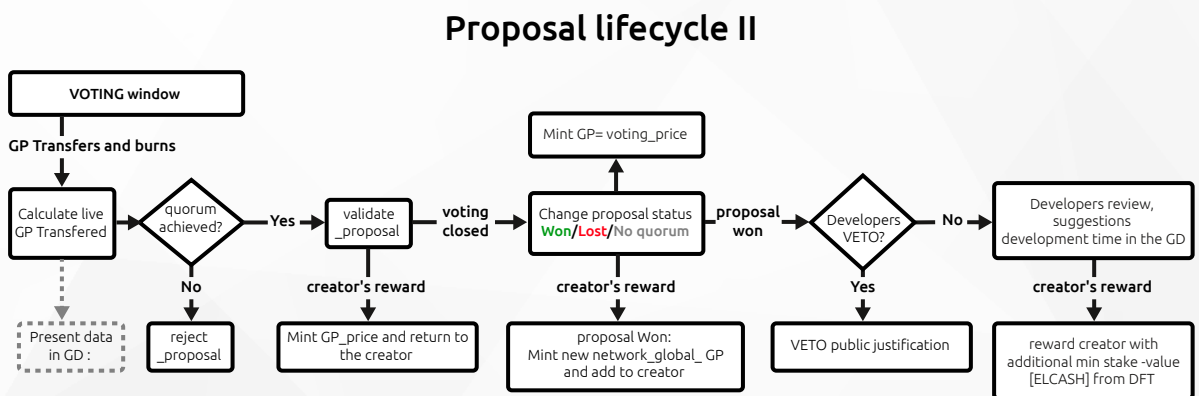 Proposal lifecycle II
VOTING window
GP Transfers and burns
Calculate live
GP Transfered
Present data
in GD :
quorum
achieved?
No
reject
_proposal
Yes
validate
_proposal
creator's reward
Mint GP_price and return to
the creator
voting
closed
Mint GP= voting_price
Change proposal status
Won/Lost/No quorum
creator's reward
proposal Won:
Mint new network_global_ GP
and add to creator
proposal
won
Developers
VETO?
Yes
VETO public justification
No
Developers review,
suggestions
development time in the GD
creator's reward
reward creator with
additional min stake -value
[ELCASH] from DFT